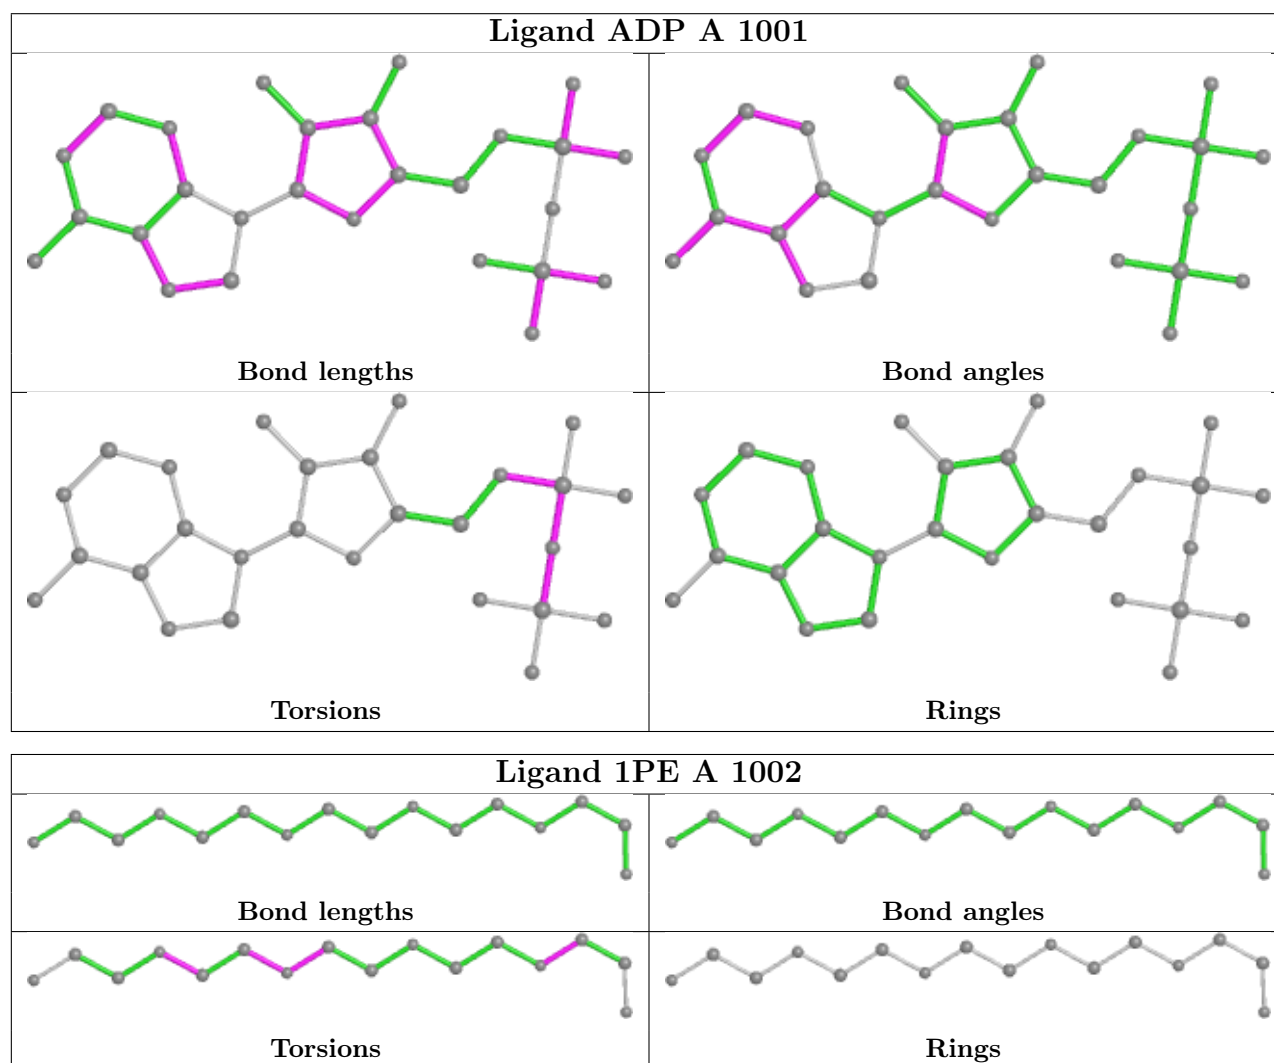 Ligand ADP A 1001
Bond lengths
Bond angles
Torsions
Rings
Ligand 1PE A 1002
Bond lengths
Bond angles
Torsions
Rings